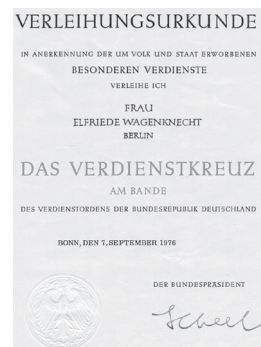 VERLEIHUNGSURKUNDE
IN ANERKENNUNG DER UM VOLK UND STAAT ERWORBENEN
BESONDEREN VERDIENSTE
VERLEIHE ICH
FRAU
ELFRIEDE WAGENKNECHT
BERLIN
DAS VERDIENSTKREUZ
AM BANDE
DES VERDIENSTORDENS DER BUNDESREPUBLIK DEUTSCHLAND
BONN, DEN 7. SEPTEMBER 1976
DER BUNDESPRÄSIDENT
Scheel